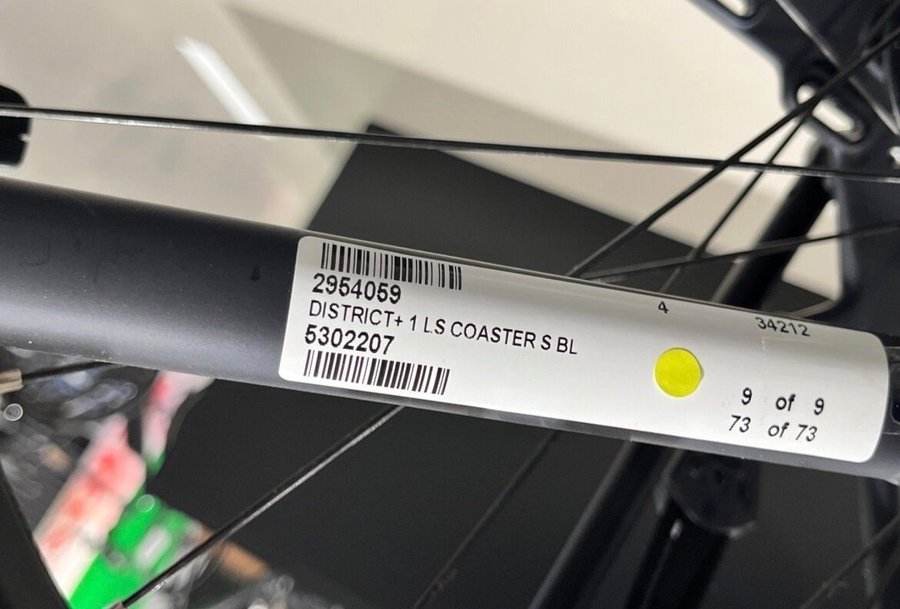 2954059
DISTRICT+ 1 LS COASTER S BL
5302207
4
34212
9 of 9
73 of 73